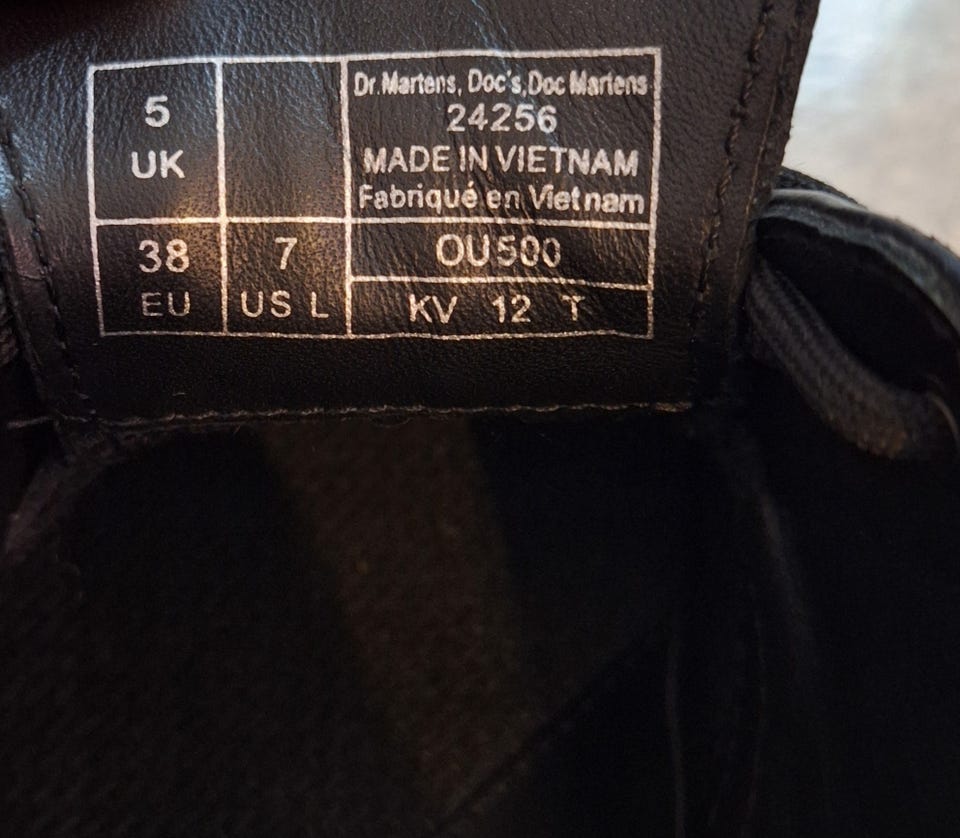 5
UK
38
EU
7
US L
Dr.Martens, Doc's,Doc Martens
24256
MADE IN VIETNAM
Fabriqué en Vietnam
OU500
KV 12 T